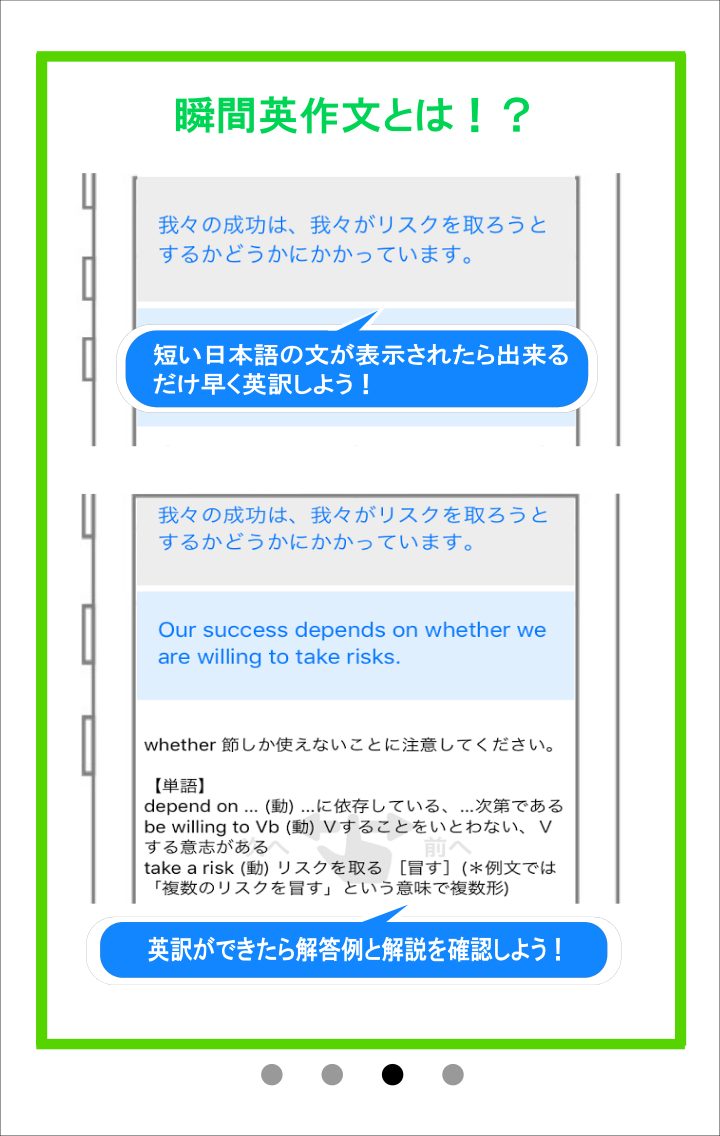 瞬間英作文とは！？
我々の成功は、我々がリスクを取ろうと
するかどうかにかかっています。
短い日本語の文が表示されたら出来る
だけ早く英訳しよう！
我々の成功は、我々がリスクを取ろうと
するかどうかにかかっています。
Our success depends on whether we
are willing to take risks.
whether 節しか使えないことに注意してください。
【単語】
depend on ... (動) ...に依存している、...次第である
be willing to Vb (動) Vすることをいとわない、V
する意志がある
次へ 前へ
take a risk (動) リスクを取る ［冒す］(＊例文では
「複数のリスクを冒す」という意味で複数形)
英訳ができたら解答例と解説を確認しよう！